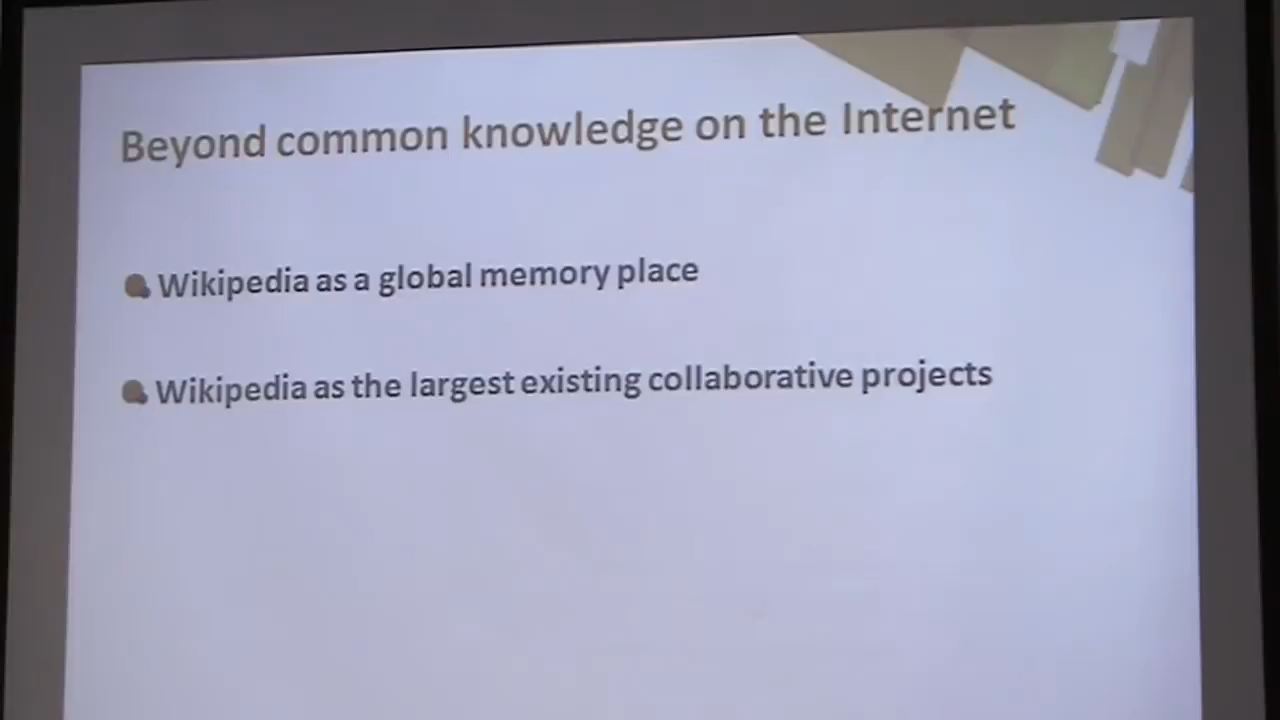 Beyond common knowledge on the Internet
Wikipedia as a global memory place
Wikipedia as the largest existing collaborative projects